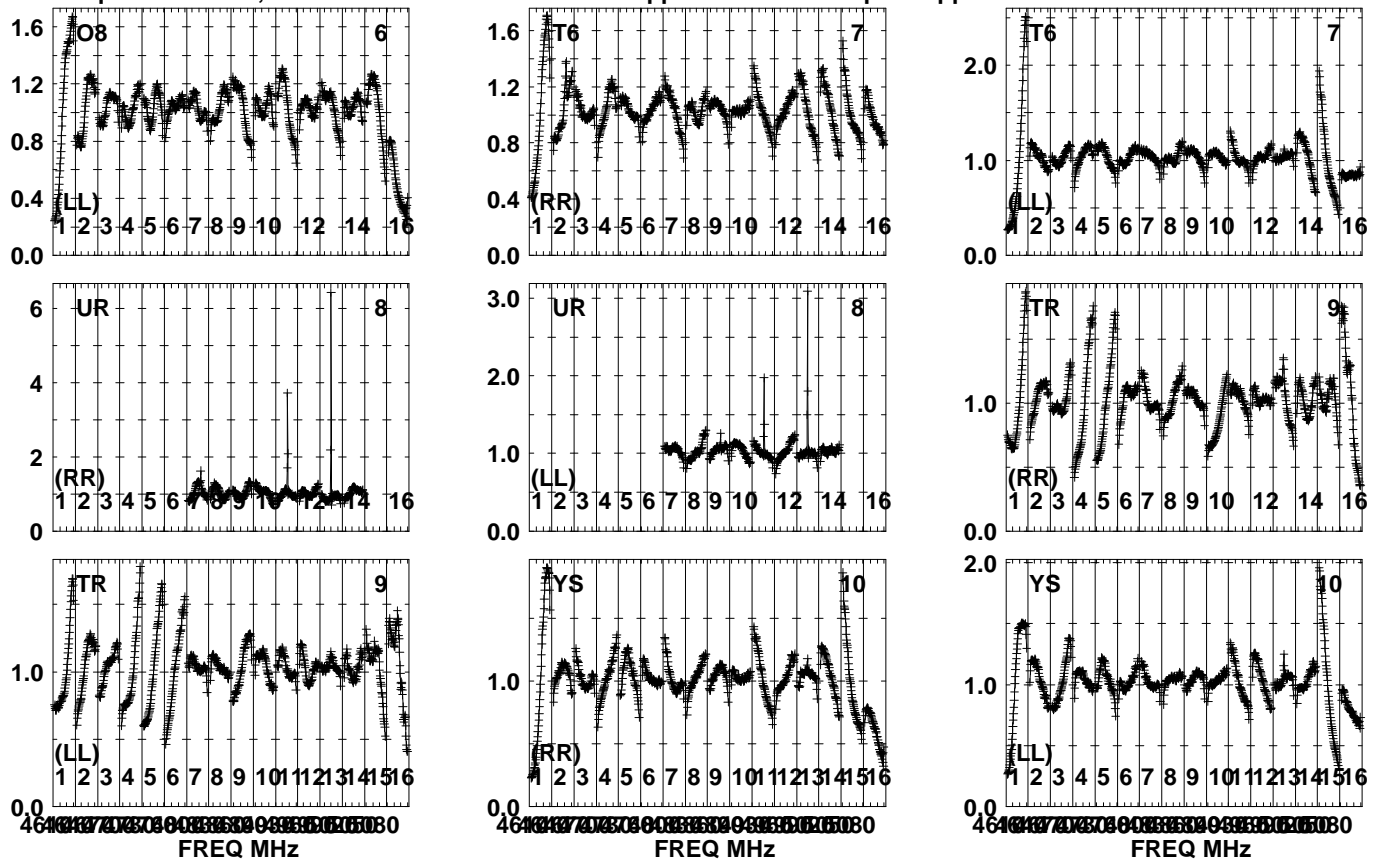 1.6 O8 6
1.2
0.8
0.4 (LL)
1 2 3 4 5 6 7 8 9 10 12 14 16
0.0
1.6 T6 7
1.2
0.8
0.4 (RR)
1 2 3 4 5 6 7 8 9 10 12 14 16
0.0
T6 7
2.0
1.0
(LL)
1 2 3 4 5 6 7 8 9 10 12 14 16
0.0
UR 8
6
4
2
(RR)
1 2 3 4 5 6 7 8 9 10 12 14 16
0
3.0 UR 8
2.0
1.0
(LL)
1 2 3 4 5 6 7 8 10 12 14 16
0.0
TR 9
1.0
(RR)
1 2 3 4 5 6 7 8 10 12 14 16
0.0
TR 9
1.0
(LL)
1 2 3 4 5 6 7 8 9 10 11 12 13 14 15 16
0.0
FREQ MHz
YS 10
1.0
(RR)
1 2 3 4 5 6 7 8 9 10 11 12 13 14 15 16
0.0
FREQ MHz
2.0 YS 10
1.0
(LL)
1 2 3 4 5 6 7 8 9 10 11 12 13 14 15 16
0.0
FREQ MHz